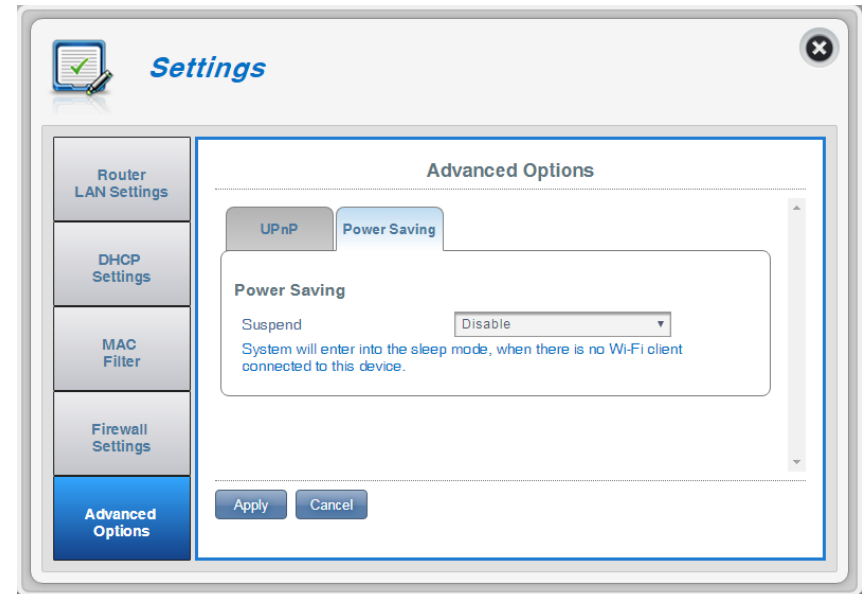 Settings
Router
LAN Settings
DHCP
Settings
MAC
Filter
Firewall
Settings
Advanced
Options
Advanced Options
UPnP
Power Saving
Power Saving
Suspend
Disable
System will enter into the sleep mode, when there is no Wi-Fi client
connected to this device.
Apply
Cancel